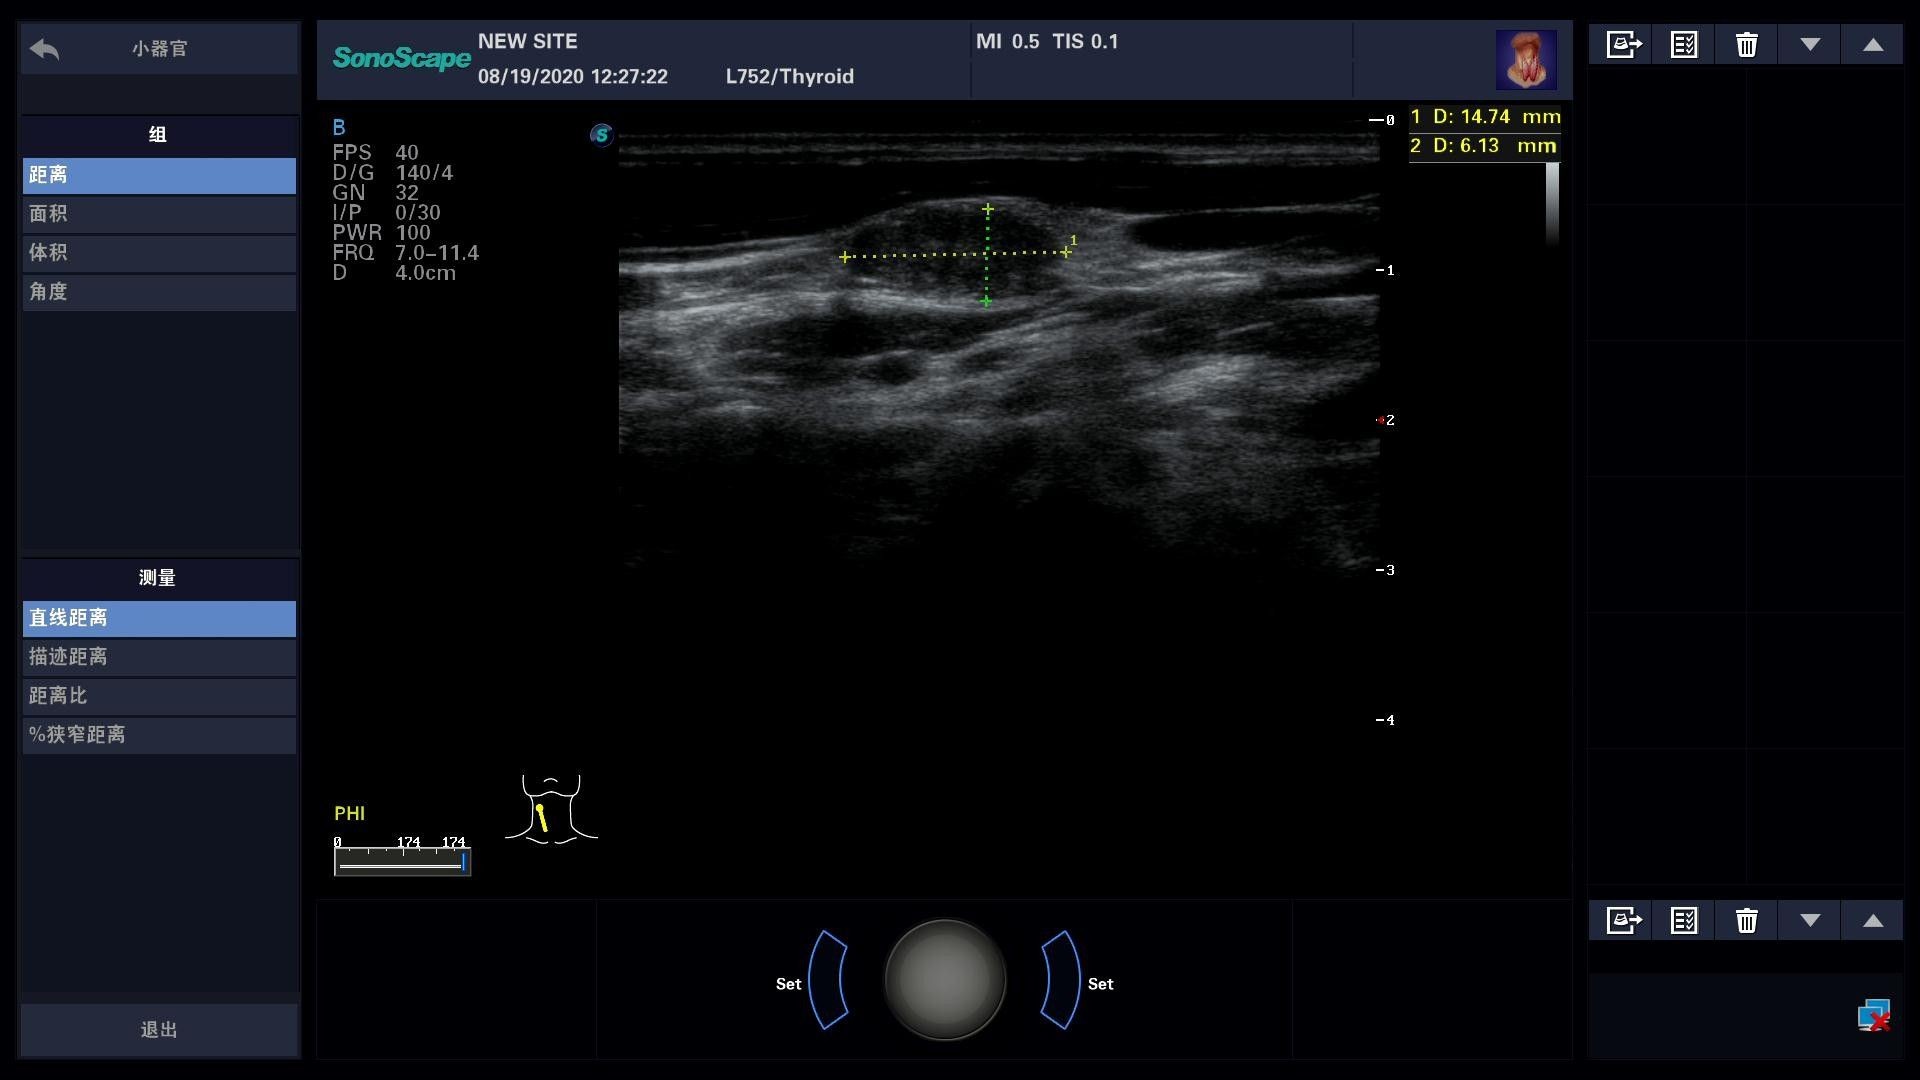 小器官
组
距离
面积
体积
角度
测量
直线距离
描迹距离
距离比
%狭窄距离
退出
SonoScape
NEW SITE
08/19/2020 12:27:22 L752/Thyroid
MI 0.5 TIS 0.1
B
FPS 40
D/G 140/4
GN 32
I/P 0/30
PWR 100
FRQ 7.0-11.4
D 4.0cm
S
1 D: 14.74 mm
2 D: 6.13 mm
0
1
1
2
3
4
PHI
0 174 174
Set
Set